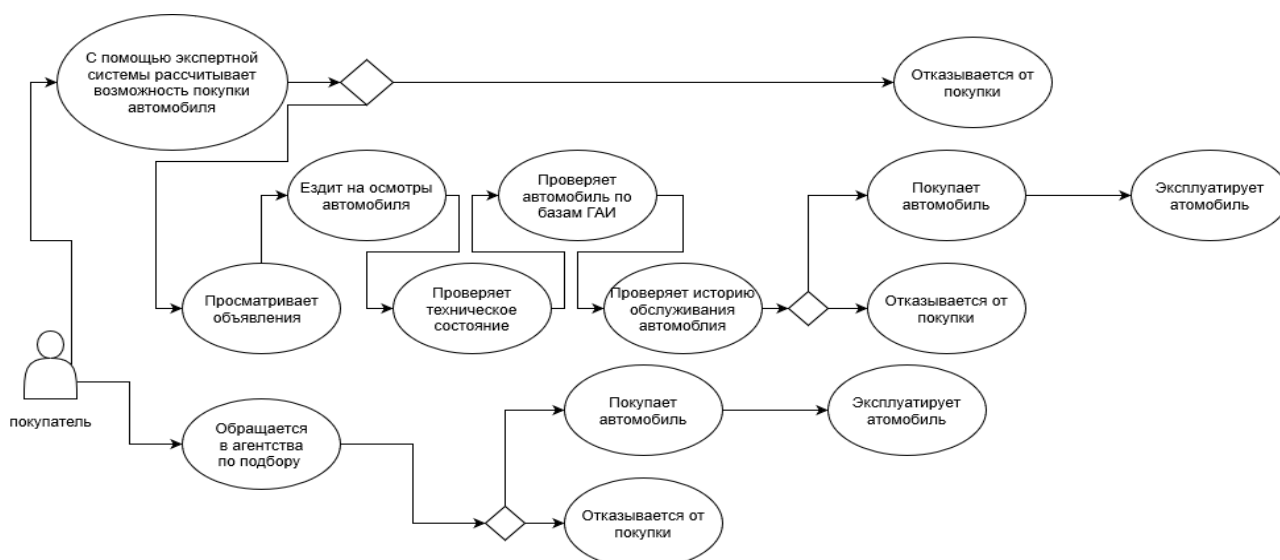 С помощью экспертной
системы рассчитывает
возможность покупки
автомобиля
Отказывается от
покупки
Ездит на осмотры
автомобиля
Проверяет
автомобиль по
базам ГАИ
Покупает
автомобиль
Эксплуатирует
атомобиль
Просматривает
объявления
Проверяет
техническое
состояние
Проверяет историю
обслуживания
автомоблия
Отказывается от
покупки
покупатель
Обращается
в агентства
по подбору
Покупает
автомобиль
Эксплуатирует
атомобиль
Отказывается от
покупки